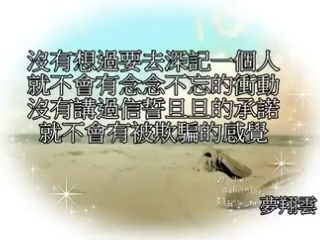 沒有想過要去深記一個人
就不會有念念不忘的衝動
沒有講過信誓旦旦的承諾
就不會有被欺騙的感覺
夢翔雲